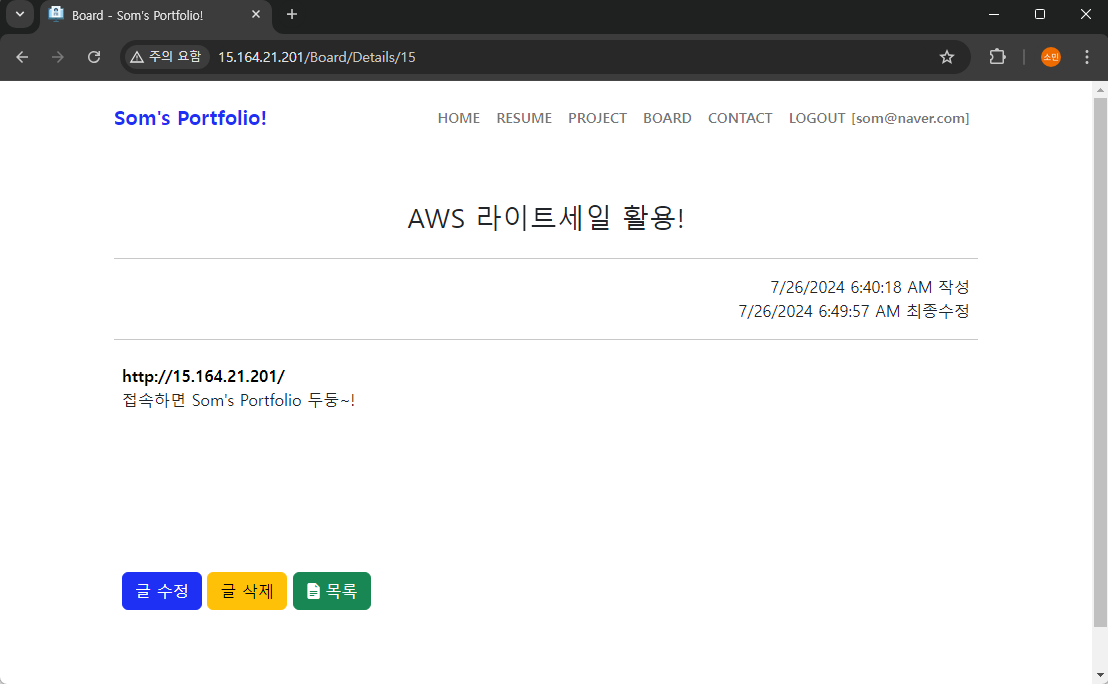 Board - Som's Portfolio!
주의 요함 15.164.21.201/Board/Details/15
소민
Som's Portfolio! HOME RESUME PROJECT BOARD CONTACT LOGOUT [som@naver.com]
AWS 라이트세일 활용!
7/26/2024 6:40:18 AM 작성
7/26/2024 6:49:57 AM 최종수정
http://15.164.21.201/
접속하면 Som's Portfolio 두둥~!
글 수정 글 삭제 목록